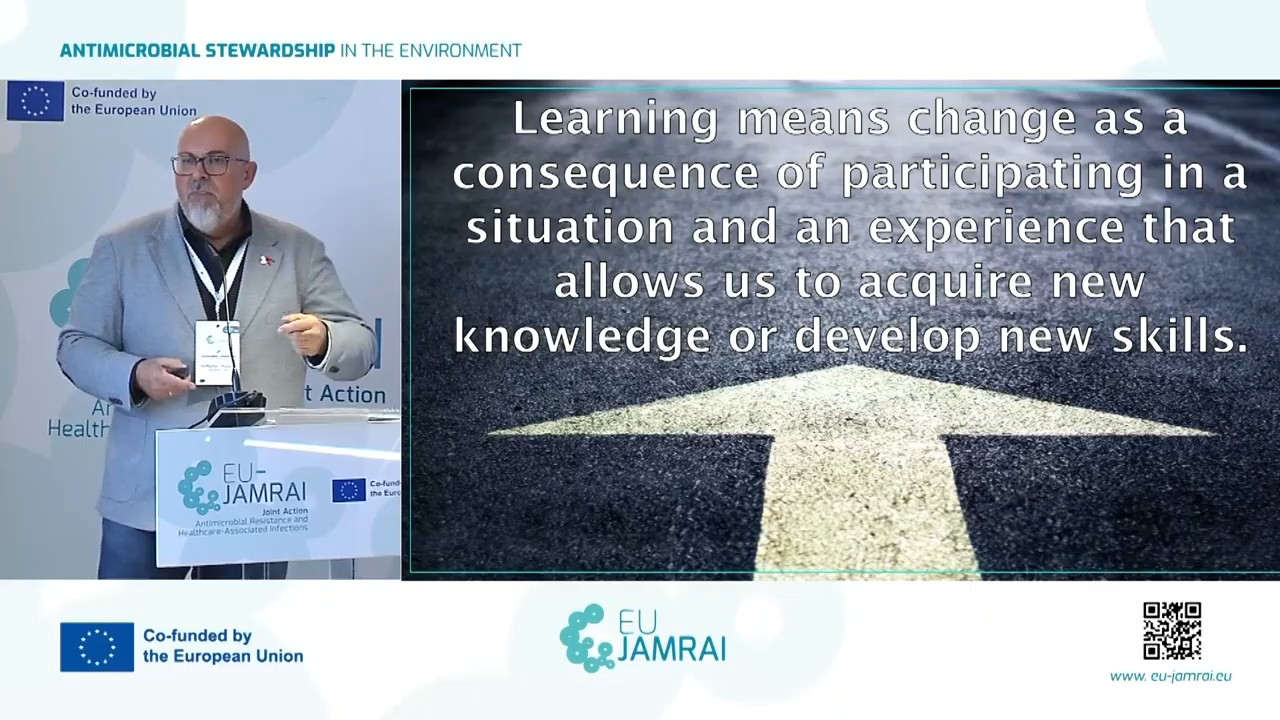 ANTIMICROBIAL STEWARDSHIP IN THE ENVIRONMENT
Co-funded by
the European Union
Learning means change as a
consequence of participating in a
situation and an experience that
allows us to acquire new
knowledge or develop new skills.
t Action
Health
EU-
JAMRAI
Joint Action
Antimicrobial Resistance and
Healthcare-Associated Infections
Co-fund
the Euro
Co-funded by
the European Union
EU
JAMRAI
www. eu-jamrai.eu